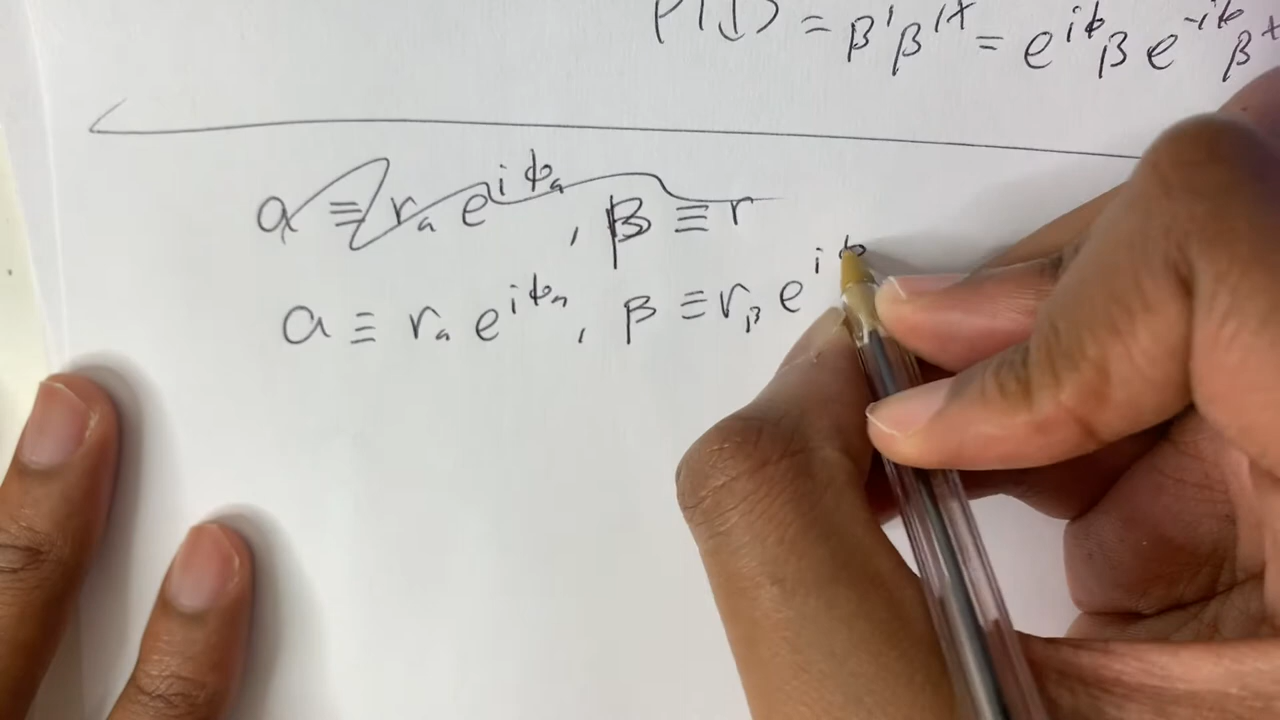 P(↓) = β'β'* = e^{iϕ} β e^{-iϕ} β*
a ≡ r_a e^{iϕ_a}, β ≡ r
a ≡ r_a e^{iϕ_a}, β ≡ r_β e^{iϕ}